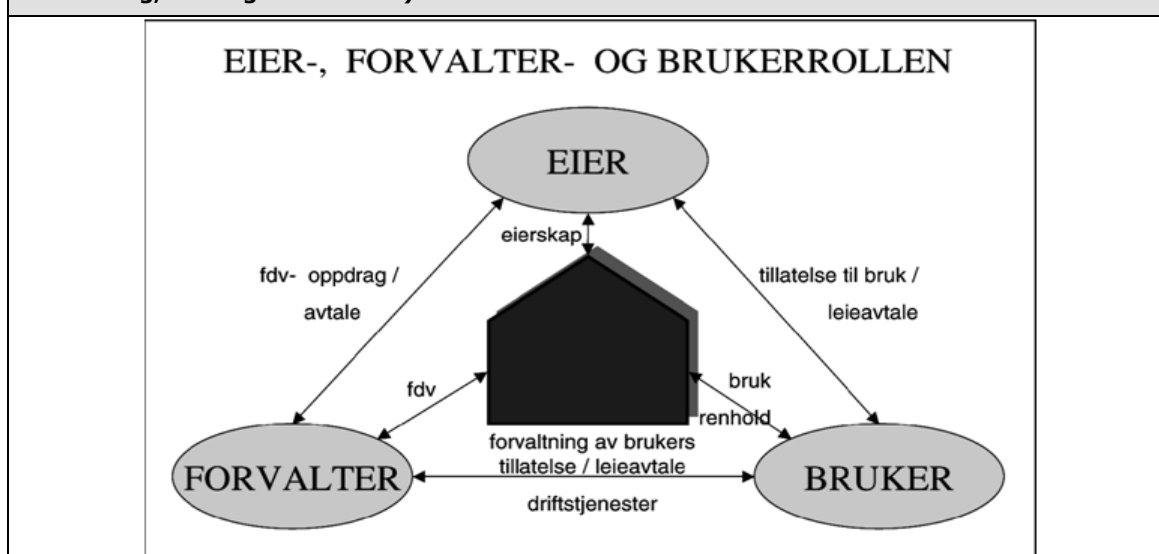 EIER-, FORVALTER- OG BRUKERROLLEN
EIER
eierskap
fdv- oppdrag /
avtale
tillatelse til bruk /
leieavtale
fdv
bruk
renhold
forvaltning av brukers
tillatelse / leieavtale
FORVALTER
BRUKER
driftstjenester